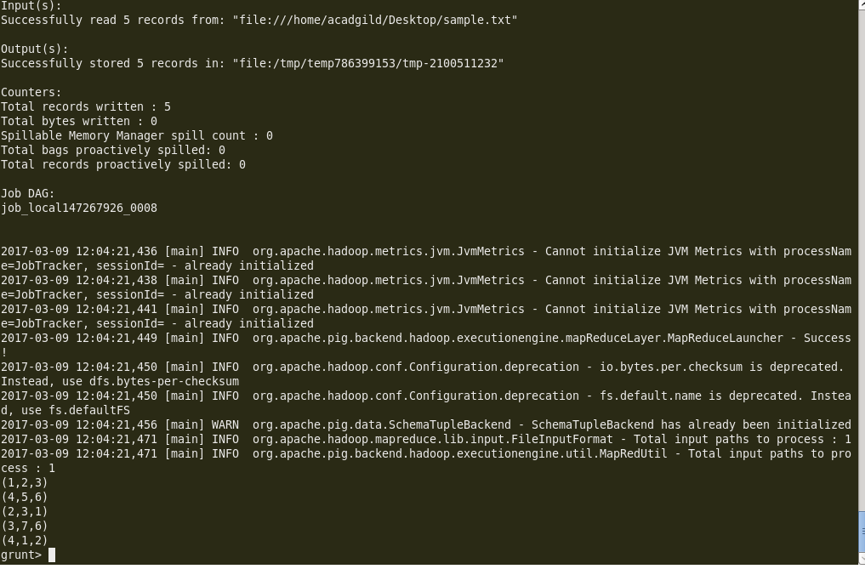 Input(s):
Successfully read 5 records from: "file:///home/acadgild/Desktop/sample.txt"
Output(s):
Successfully stored 5 records in: "file:/tmp/temp786399153/tmp-2100511232"
Counters:
Total records written : 5
Total bytes written : 0
Spillable Memory Manager spill count : 0
Total bags proactively spilled: 0
Total records proactively spilled: 0
Job DAG:
job_local147267926_0008
2017-03-09 12:04:21,436 [main] INFO  org.apache.hadoop.metrics.jvm.JvmMetrics - Cannot initialize JVM Metrics with processNam
e=JobTracker, sessionId= - already initialized
2017-03-09 12:04:21,438 [main] INFO  org.apache.hadoop.metrics.jvm.JvmMetrics - Cannot initialize JVM Metrics with processNam
e=JobTracker, sessionId= - already initialized
2017-03-09 12:04:21,441 [main] INFO  org.apache.hadoop.metrics.jvm.JvmMetrics - Cannot initialize JVM Metrics with processNam
e=JobTracker, sessionId= - already initialized
2017-03-09 12:04:21,449 [main] INFO  org.apache.pig.backend.hadoop.executionengine.mapReduceLayer.MapReduceLauncher - Success
!
2017-03-09 12:04:21,450 [main] INFO  org.apache.hadoop.conf.Configuration.deprecation - io.bytes.per.checksum is deprecated.
Instead, use dfs.bytes-per-checksum
2017-03-09 12:04:21,450 [main] INFO  org.apache.hadoop.conf.Configuration.deprecation - fs.default.name is deprecated. Instea
d, use fs.defaultFS
2017-03-09 12:04:21,456 [main] WARN  org.apache.pig.data.SchemaTupleBackend - SchemaTupleBackend has already been initialized
2017-03-09 12:04:21,471 [main] INFO  org.apache.hadoop.mapreduce.lib.input.FileInputFormat - Total input paths to process : 1
2017-03-09 12:04:21,471 [main] INFO  org.apache.pig.backend.hadoop.executionengine.util.MapRedUtil - Total input paths to pro
cess : 1
(1,2,3)
(4,5,6)
(2,3,1)
(3,7,6)
(4,1,2)
grunt>